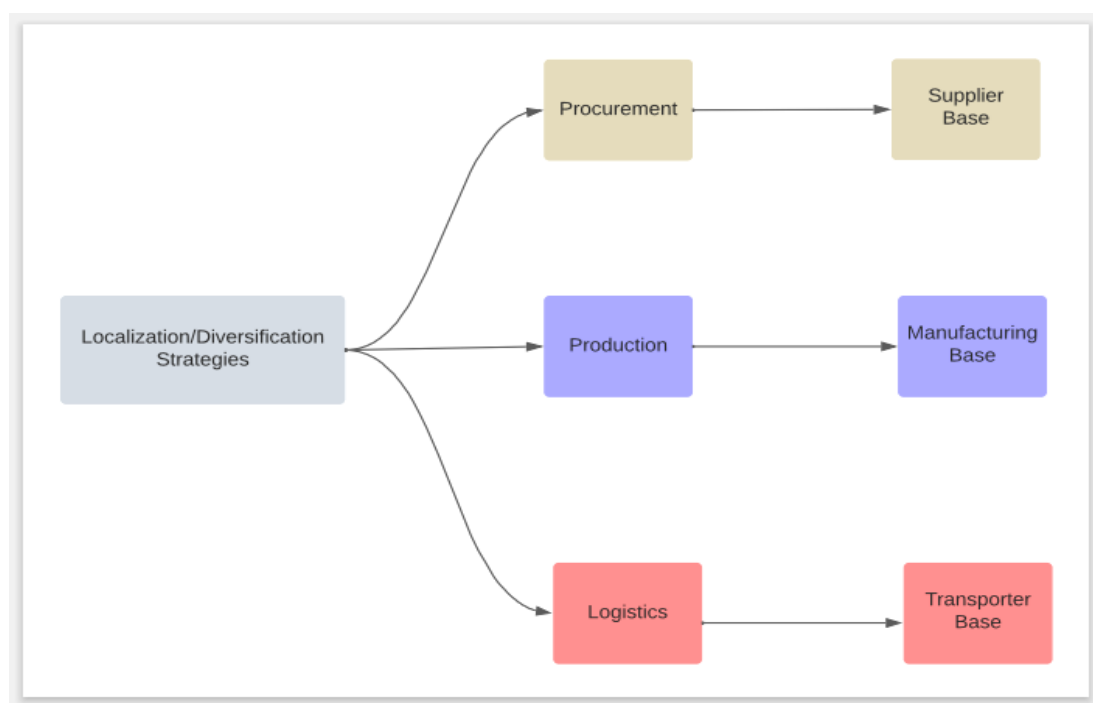 Procurement
Supplier
Base
Localization/Diversification
Strategies
Production
Manufacturing
Base
Logistics
Transporter
Base